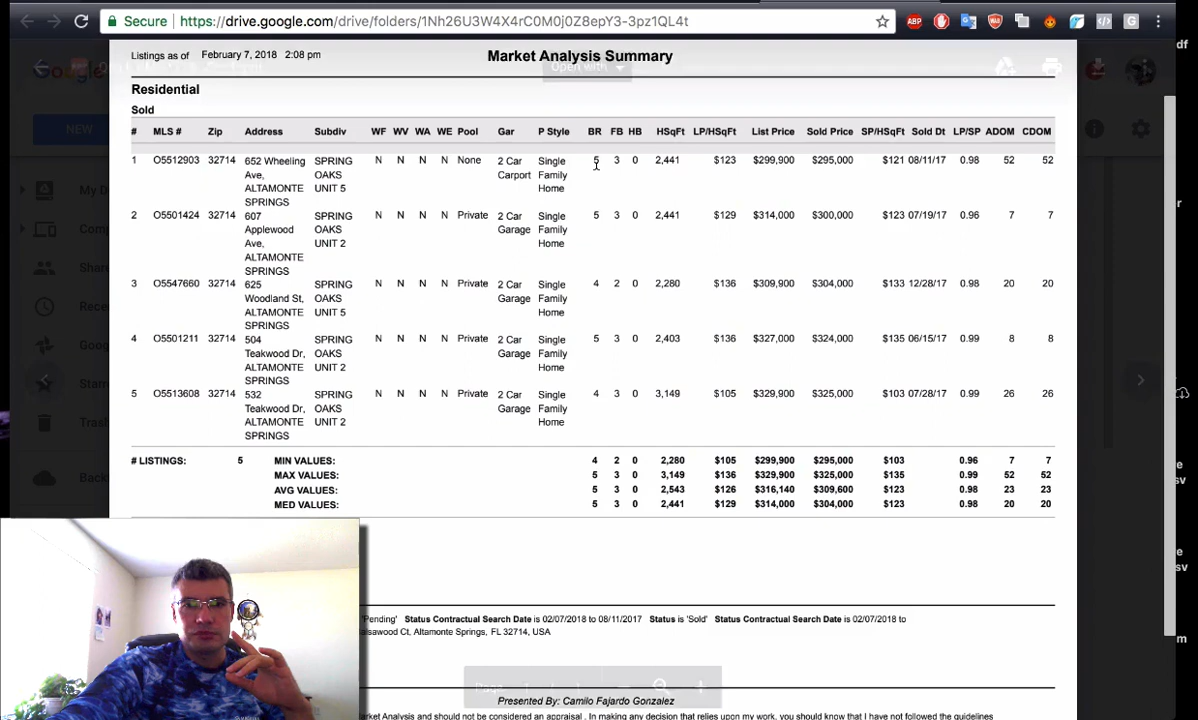 Secure https://drive.google.com/drive/folders/1Nh26U3W4X4rC0M0j0Z8epY3-3pz1QL4t
Listings as of February 7, 2018 2:08 pm Market Analysis Summary
Open with
Residential
Sold
NEW
# MLS # Zip Address Subdiv WF WV WA WE Pool Gar P Style BR FB HB HSqFt LP/HSqFt List Price Sold Price SP/HSqFt Sold Dt LP/SP ADOM CDOM
1 O5512903 32714 652 Wheeling SPRING N N N N None 2 Car Single 5 3 0 2,441 $123 $299,900 $295,000 $121 08/11/17 0.98 52 52
Ave, OAKS Carport Family
ALTAMONTE UNIT 5 Home
SPRINGS
2 O5501424 32714 607 SPRING N N N N Private 2 Car Single 5 3 0 2,441 $129 $314,000 $300,000 $123 07/19/17 0.96 7 7
Applewood OAKS Garage Family
Ave, UNIT 2 Home
ALTAMONTE
SPRINGS
3 O5547660 32714 625 SPRING N N N N Private 2 Car Single 4 2 0 2,280 $136 $309,900 $304,000 $133 12/28/17 0.98 20 20
Woodland St, OAKS Garage Family
ALTAMONTE UNIT 5 Home
SPRINGS
4 O5501211 32714 504 SPRING N N N N Private 2 Car Single 5 3 0 2,403 $136 $327,000 $324,000 $135 06/15/17 0.99 8 8
Teakwood Dr, OAKS Garage Family
ALTAMONTE UNIT 2 Home
SPRINGS
5 O5513608 32714 532 SPRING N N N N Private 2 Car Single 4 3 0 3,149 $105 $329,900 $325,000 $103 07/28/17 0.99 26 26
Teakwood Dr, OAKS Garage Family
ALTAMONTE UNIT 2 Home
SPRINGS
# LISTINGS: 5 MIN VALUES: 4 2 0 2,280 $105 $299,900 $295,000 $103 0.96 7 7
MAX VALUES: 5 3 0 3,149 $136 $329,900 $325,000 $135 0.99 52 52
AVG VALUES: 5 3 0 2,543 $126 $316,140 $309,600 $123 0.98 23 23
MED VALUES: 5 3 0 2,441 $129 $314,000 $304,000 $123 0.98 20 20
'Pending' Status Contractual Search Date is 02/07/2018 to 08/11/2017 Status is 'Sold' Status Contractual Search Date is 02/07/2018 to
Ct, Altamonte Springs, FL 32714, USA
Page
Presented By: Camilo Fajardo Gonzalez
Market Analysis and should not be considered an appraisal . In making any decision that relies upon my work, you should know that I have not followed the guidelines